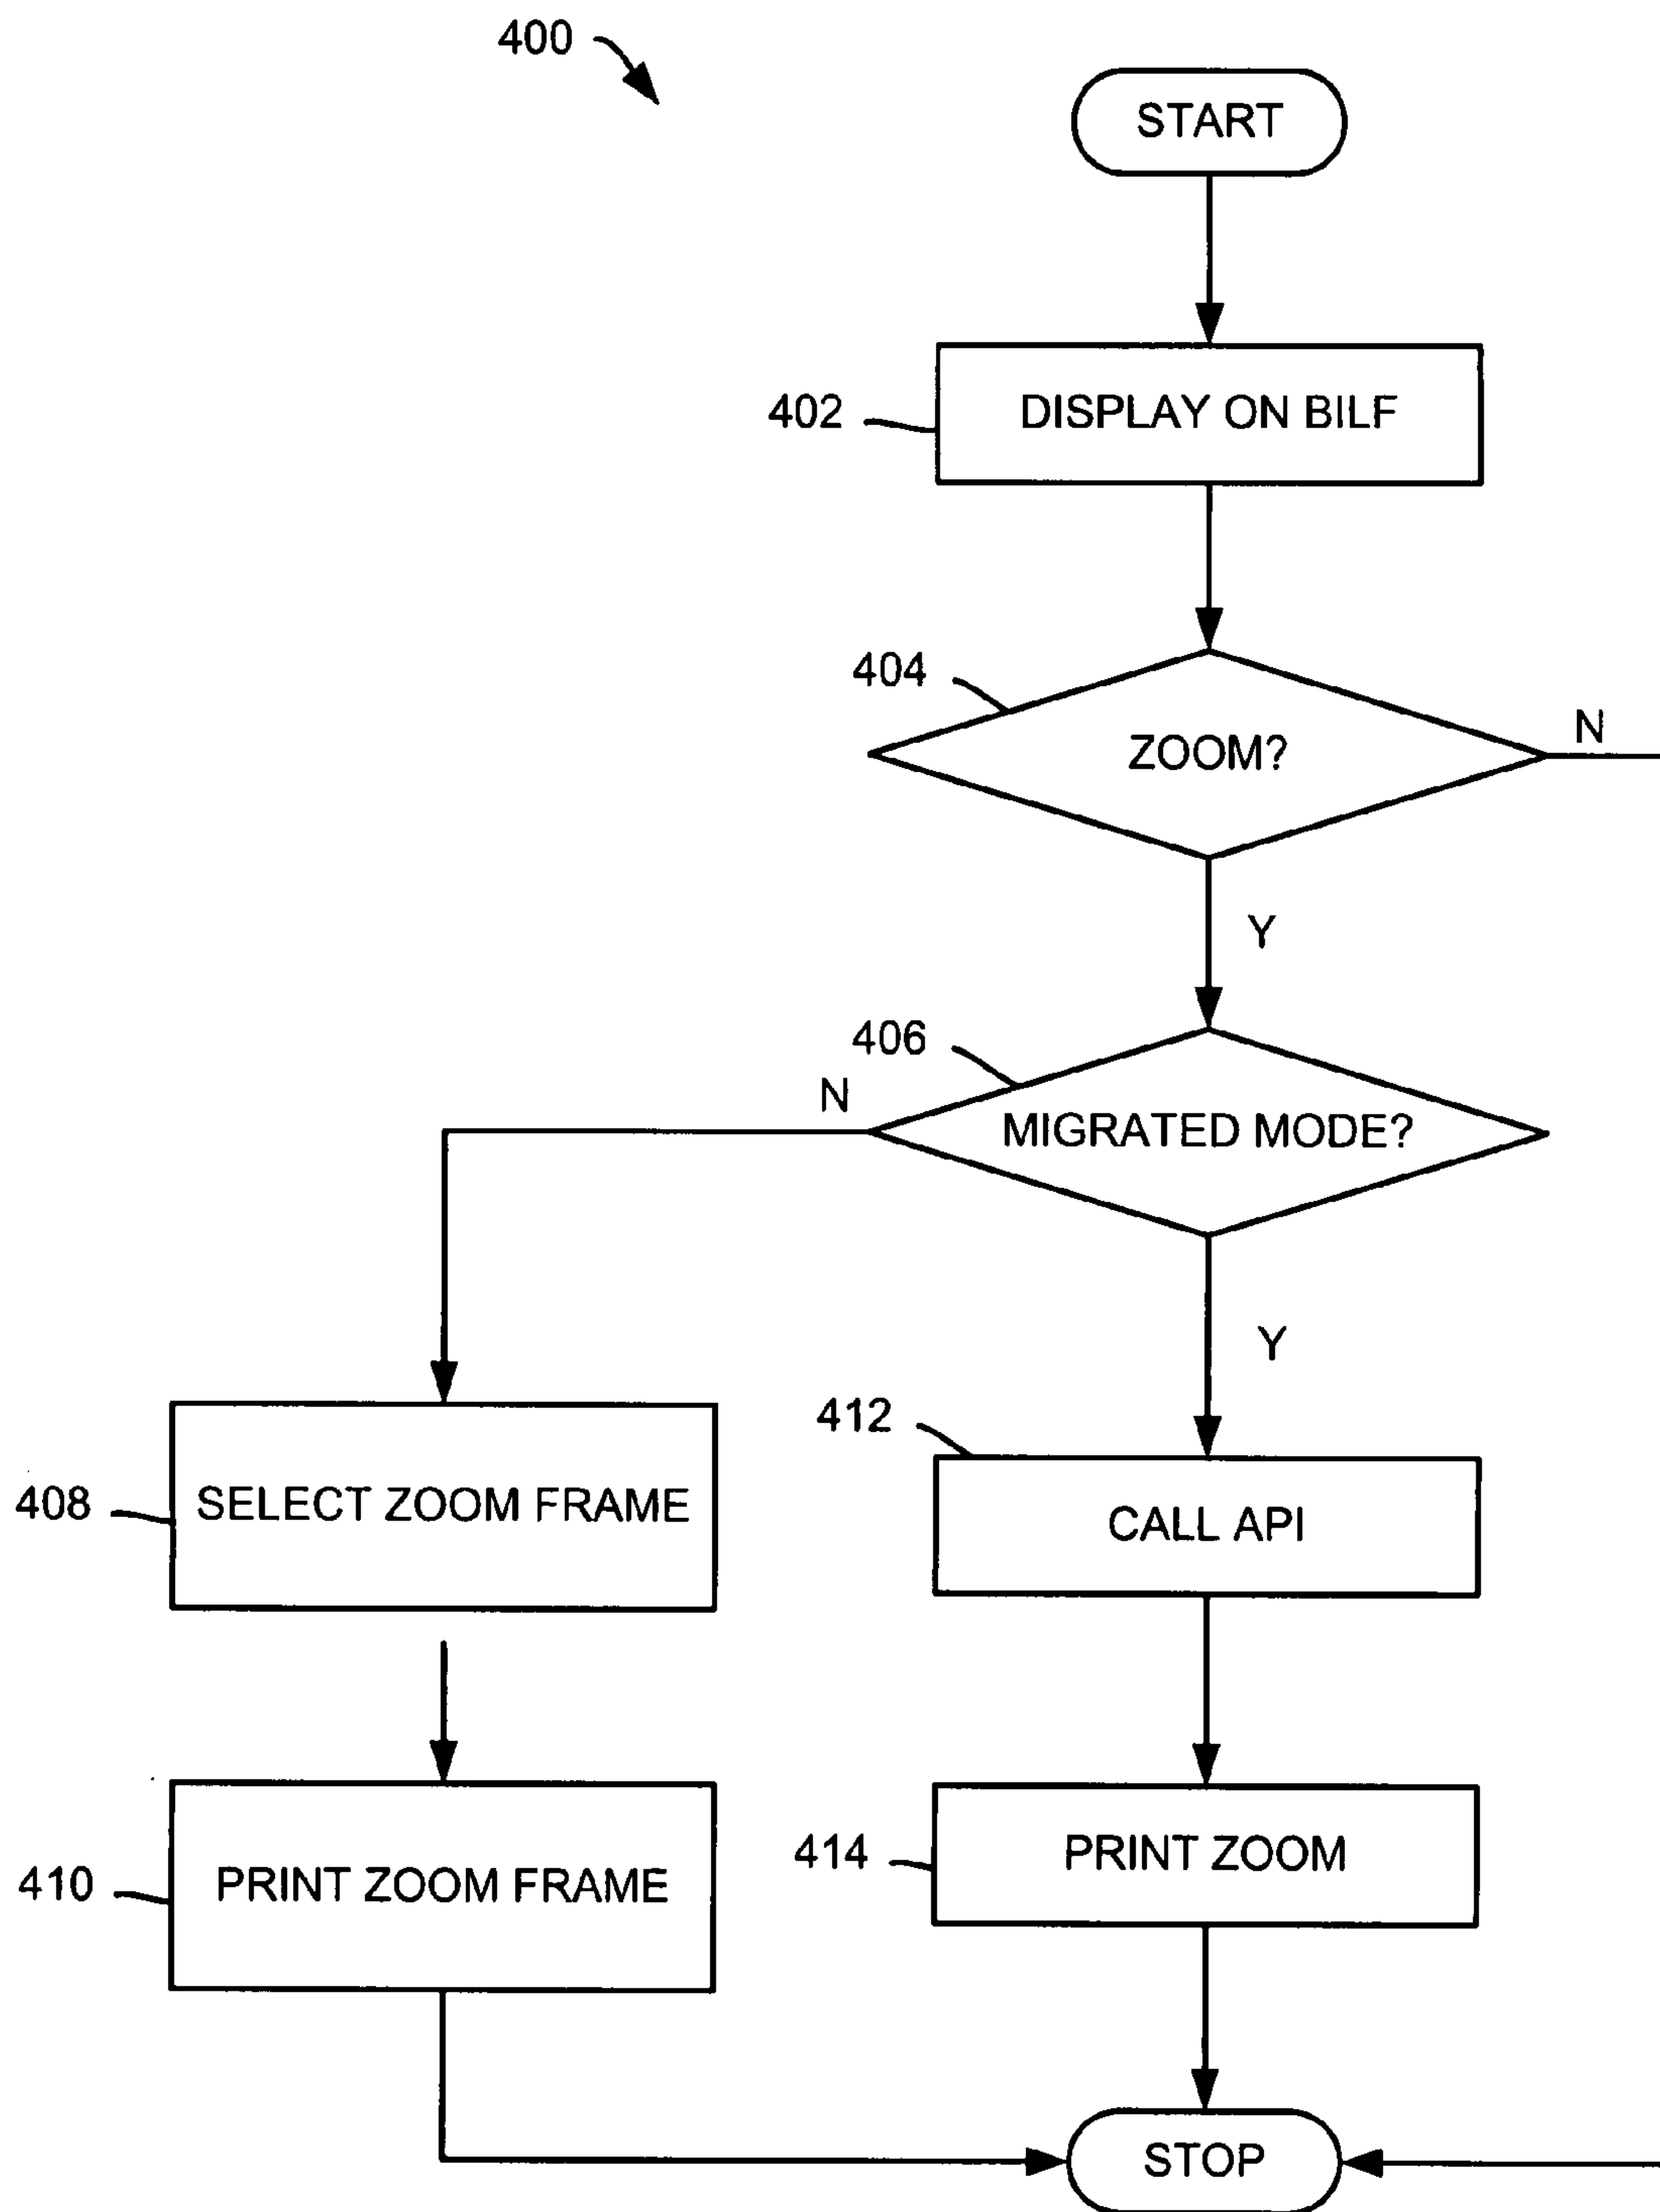 400
START
402
DISPLAY ON BILF
404
ZOOM?
N
Y
406
N
MIGRATED MODE?
Y
412
408
SELECT ZOOM FRAME
CALL API
414
PRINT ZOOM
410
PRINT ZOOM FRAME
STOP